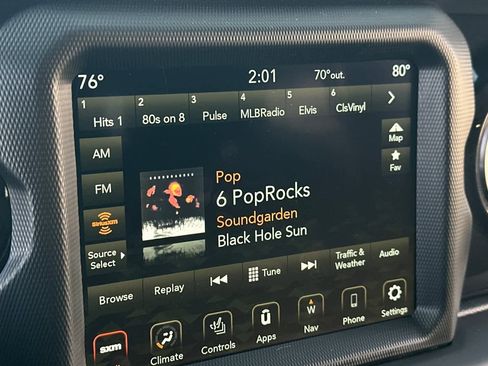 76° 2:01 70°out. 80°
1 2 3 4 5 6
Hits 1 80s on 8 Pulse MLBRadio Elvis ClsVinyl
AM
Map
FM
Fav
Pop
6 PopRocks
Soundgarden
Black Hole Sun
SiriusXM
Source
Select
Browse Replay Tune Traffic &
Weather Audio
sxm
Climate Controls Apps Nav Phone Settings
W